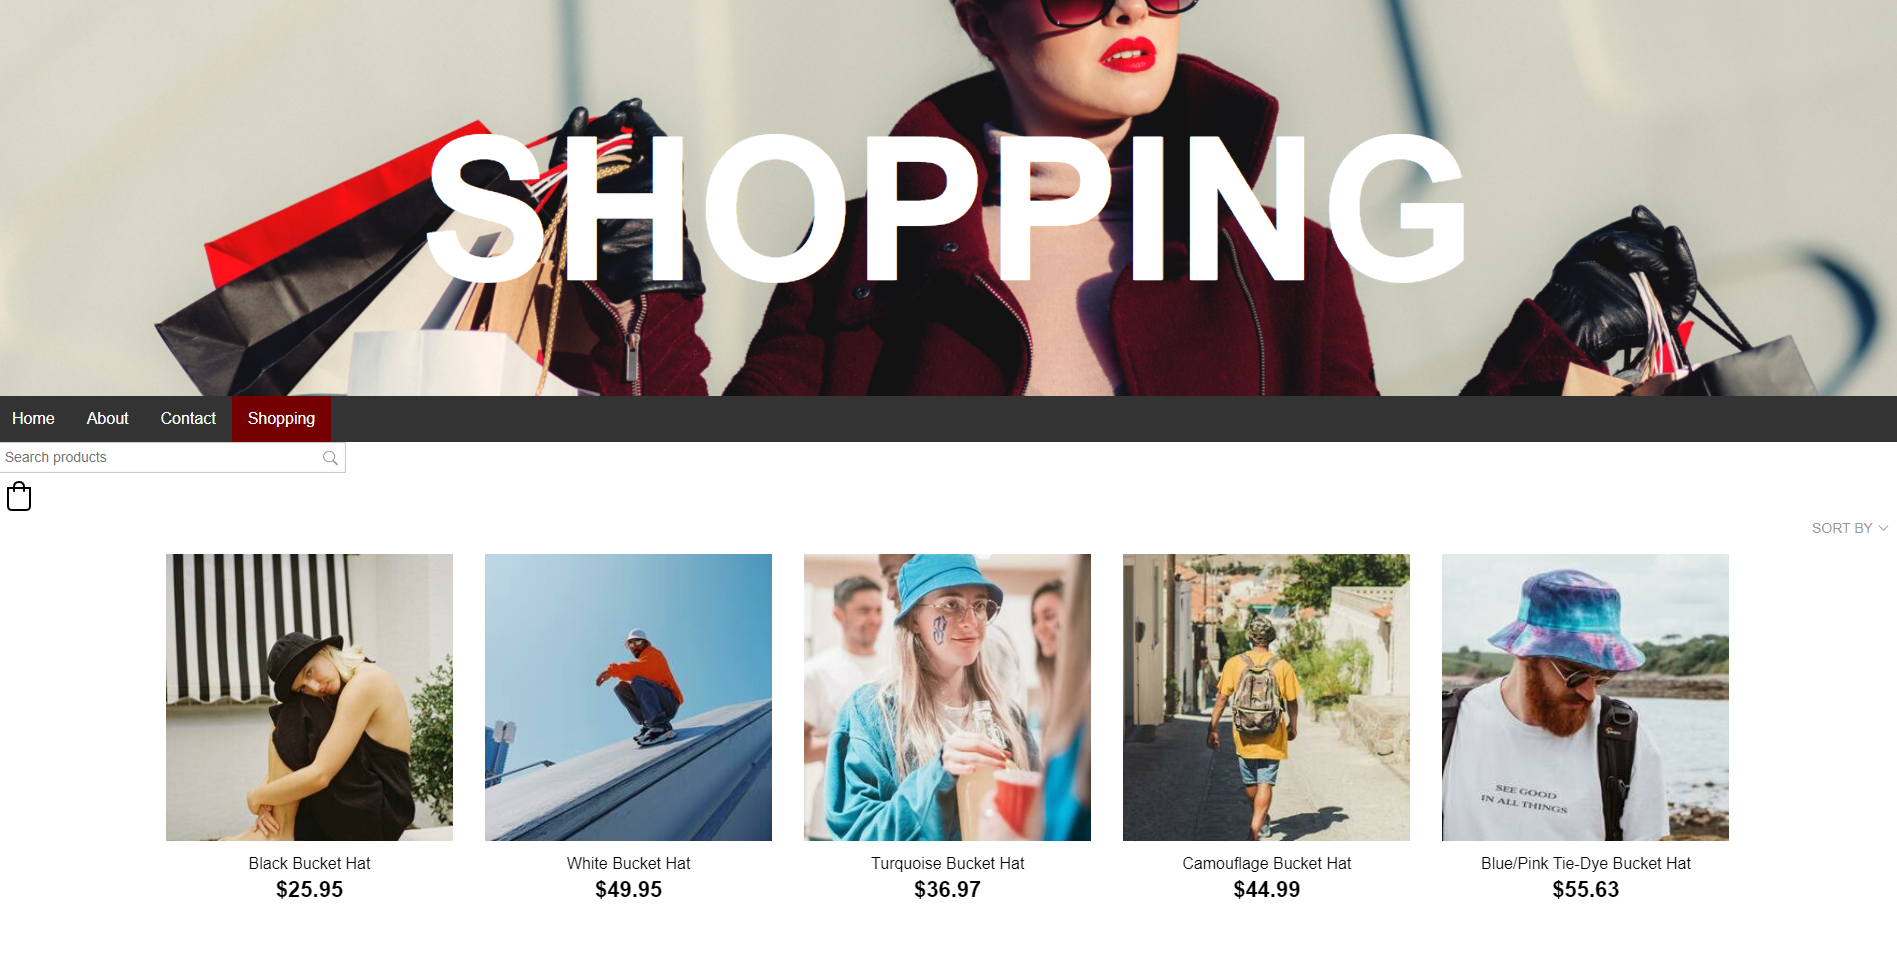 SHOPPING
Home About Contact Shopping
Search products
SORT BY
SEE GOOD
IN ALL THINGS
Black Bucket Hat
$25.95
White Bucket Hat
$49.95
Turquoise Bucket Hat
$36.97
Camouflage Bucket Hat
$44.99
Blue/Pink Tie-Dye Bucket Hat
$55.63